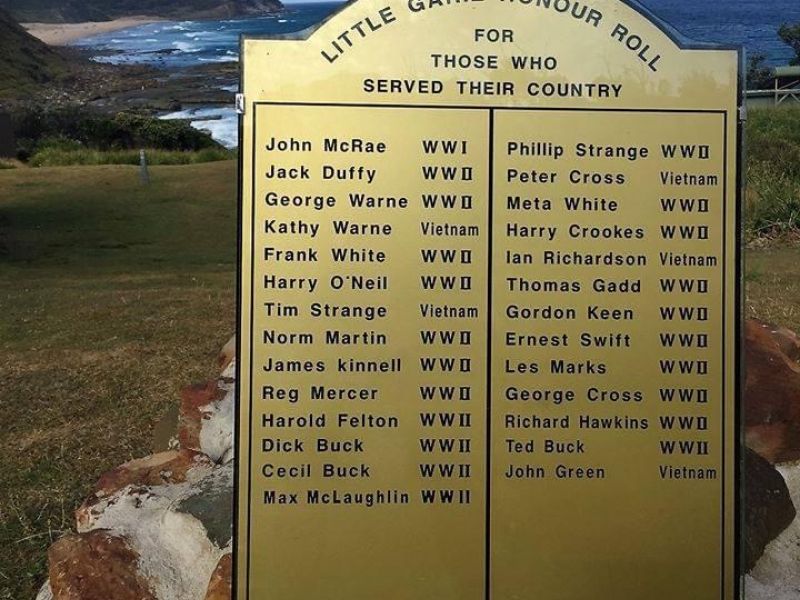 LITTLE GARIE HONOUR ROLL
FOR
THOSE WHO
SERVED THEIR COUNTRY
John McRae WWI
Jack Duffy WWII
George Warne WWII
Kathy Warne Vietnam
Frank White WWII
Harry O'Neil WWII
Tim Strange Vietnam
Norm Martin WWII
James kinnell WWII
Reg Mercer WWII
Harold Felton WWII
Dick Buck WWII
Cecil Buck WWII
Max McLaughlin WWII
Phillip Strange WWII
Peter Cross Vietnam
Meta White WWII
Harry Crookes WWII
Ian Richardson Vietnam
Thomas Gadd WWII
Gordon Keen WWII
Ernest Swift WWII
Les Marks WWII
George Cross WWII
Richard Hawkins WWII
Ted Buck WWII
John Green Vietnam